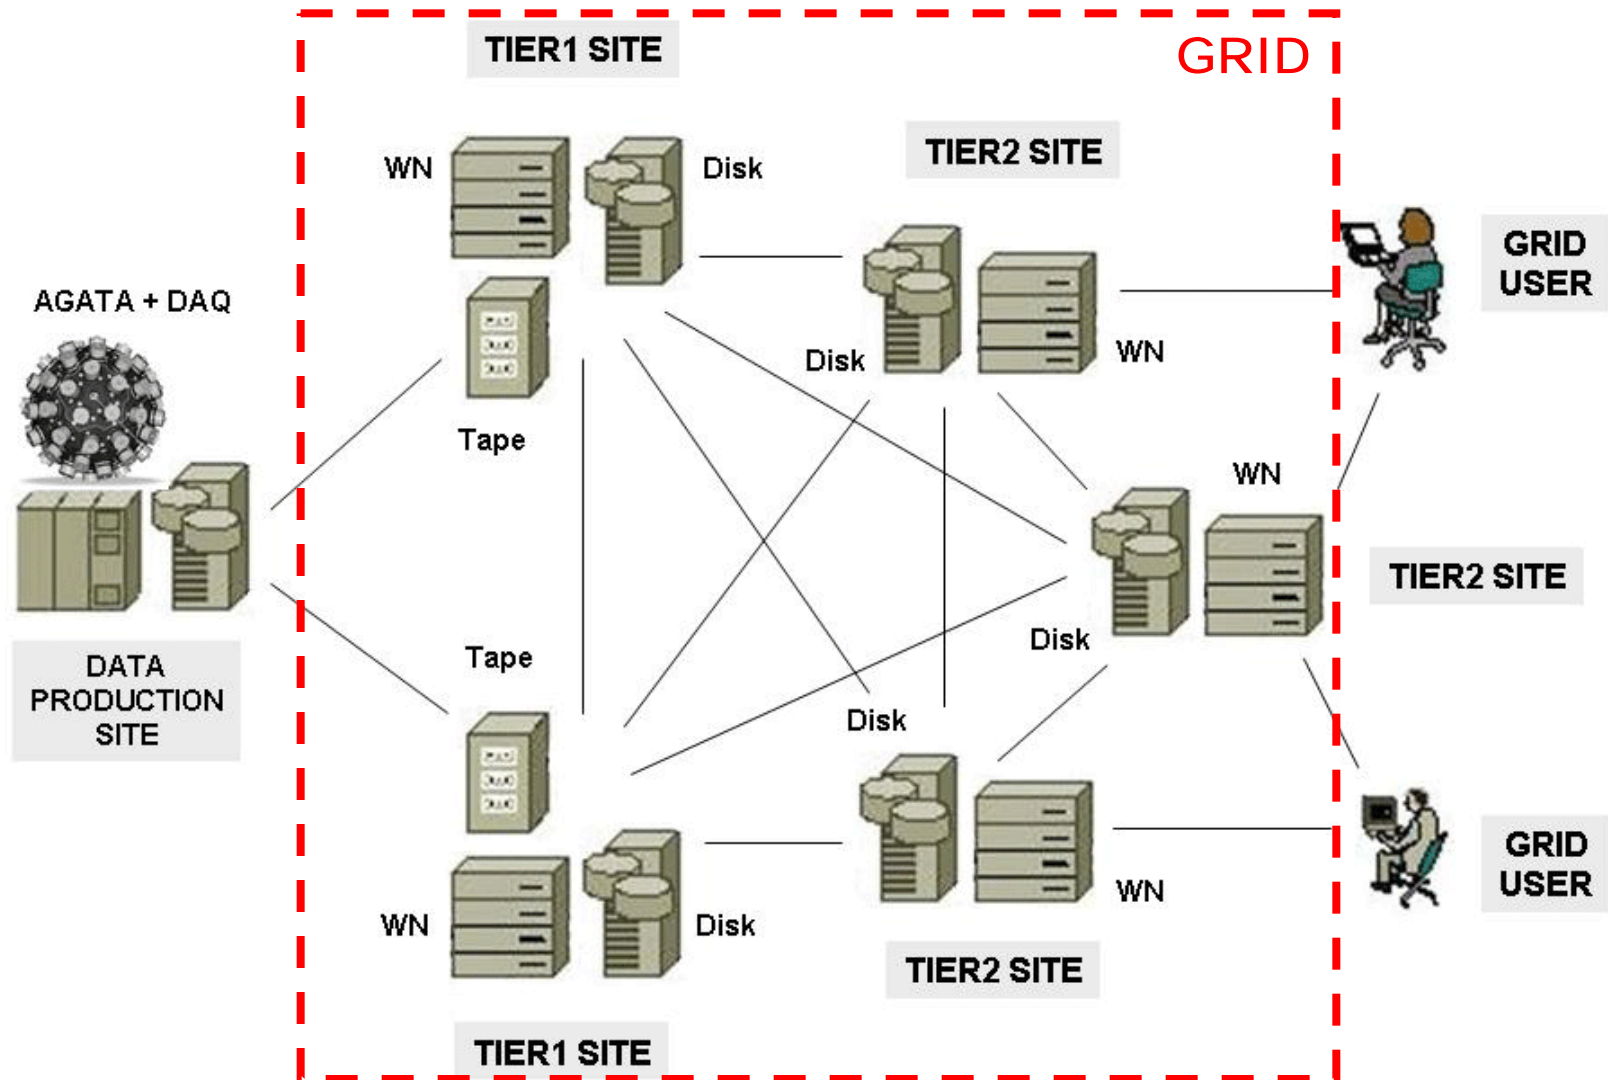 TIER1 SITE
GRID
TIER2 SITE
WN
Disk
GRID
USER
AGATA + DAQ
Disk
WN
Tape
WN
TIER2 SITE
Disk
Tape
DATA
PRODUCTION
SITE
Disk
GRID
USER
WN
WN
Disk
TIER2 SITE
TIER1 SITE